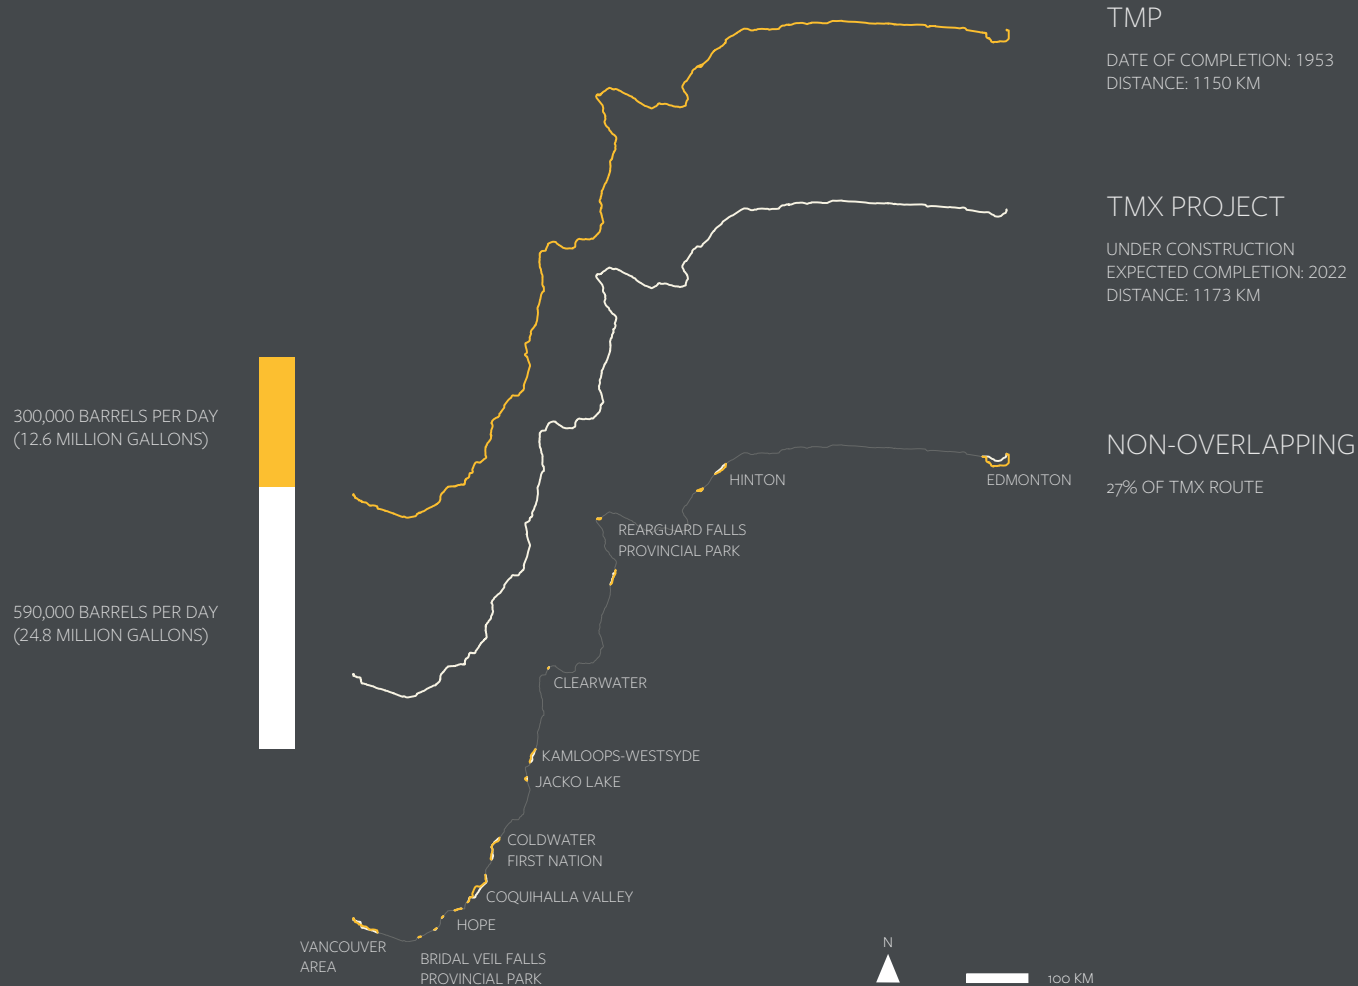 TMP
DATE OF COMPLETION: 1953
DISTANCE: 1150 KM
TMX PROJECT
UNDER CONSTRUCTION
EXPECTED COMPLETION: 2022
DISTANCE: 1173 KM
300,000 BARRELS PER DAY
(12.6 MILLION GALLONS)
590,000 BARRELS PER DAY
(24.8 MILLION GALLONS)
NON-OVERLAPPING
27% OF TMX ROUTE
HINTON
EDMONTON
REARGUARD FALLS
PROVINCIAL PARK
CLEARWATER
KAMLOOPS-WESTSYDE
JACKO LAKE
COLDWATER
FIRST NATION
COQUIHALLA VALLEY
HOPE
VANCOUVER
AREA
BRIDAL VEIL FALLS
PROVINCIAL PARK
N
100 KM